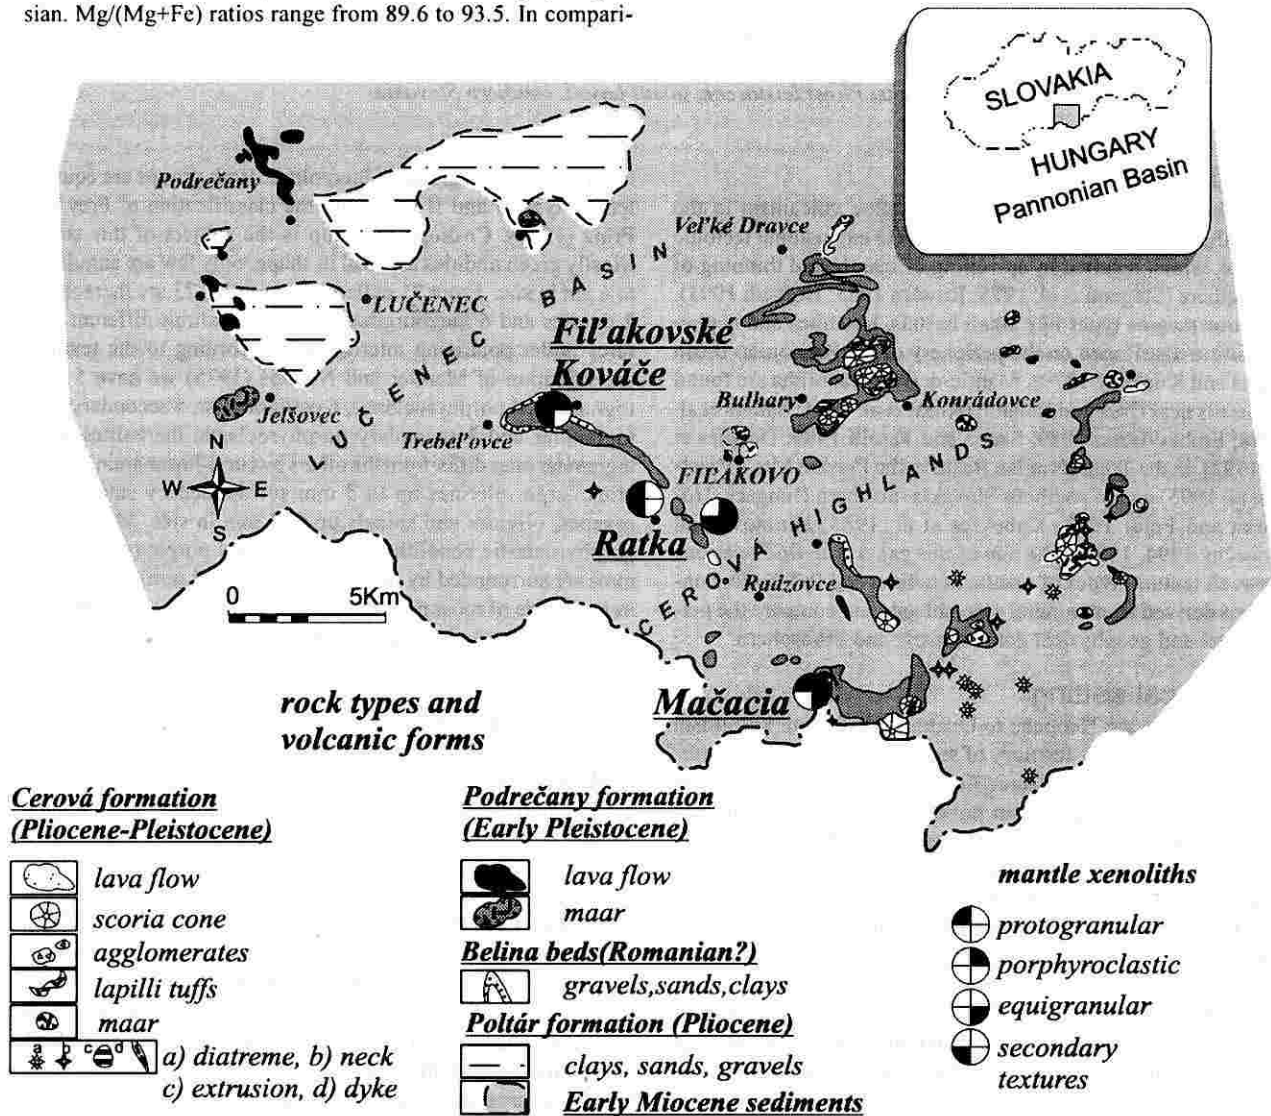 sian. Mg/(Mg+Fe) ratios range from 89.6 to 93.5. In compari-
SLOVAKIA
HUNGARY
Pannonian Basin
Podrečany
Veľké Dravce
LUČENEC
LUČENEC BASIN
Fiľakovské
Kováče
Jelšovec
Bulhary
Konrádovce
Trebeľovce
FIĽAKOVO
N
W E
S
Ratka
CEROVA HIGHLANDS
Radzovce
0 5Km
Mačacia
rock types and
volcanic forms
Cerová formation
(Pliocene-Pleistocene)
lava flow
scoria cone
agglomerates
lapilli tuffs
maar
a b c d
a) diatreme, b) neck
c) extrusion, d) dyke
Podrečany formation
(Early Pleistocene)
lava flow
maar
Belina beds(Romanian?)
gravels,sands,clays
Poltár formation (Pliocene)
clays, sands, gravels
Early Miocene sediments
mantle xenoliths
protogranular
porphyroclastic
equigranular
secondary
textures